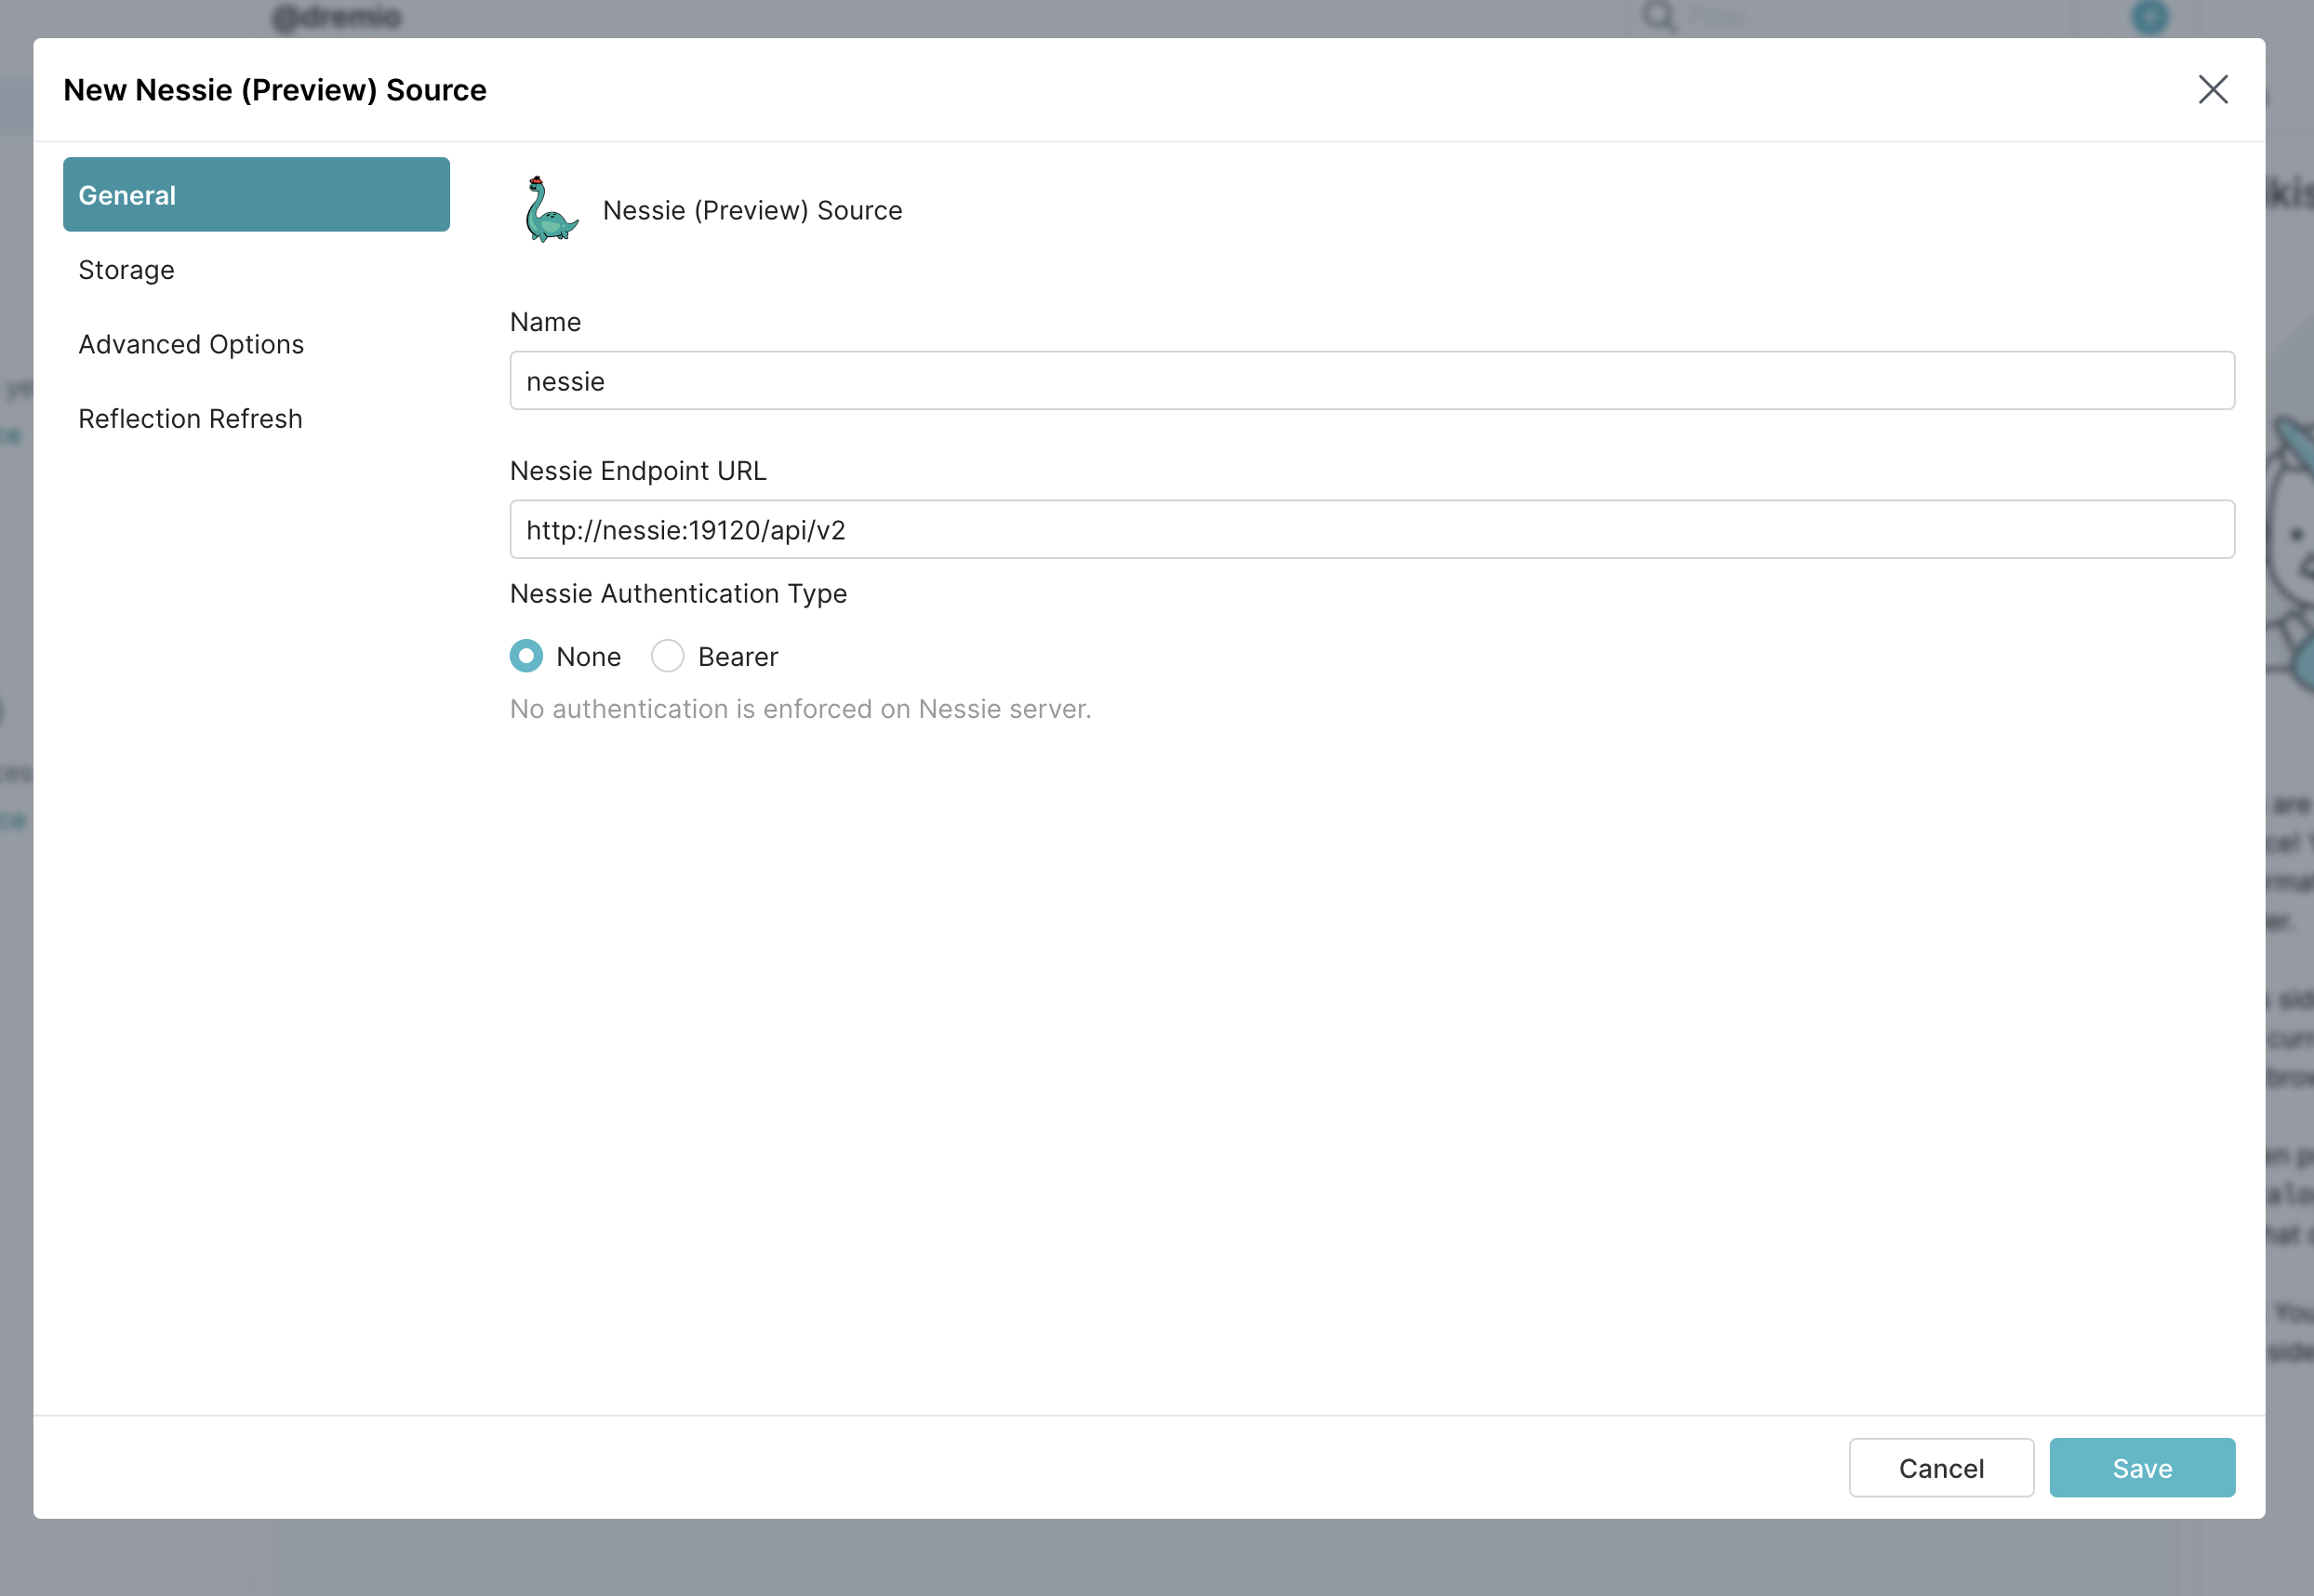 @dremio
New Nessie (Preview) Source
General
Storage
Advanced Options
Reflection Refresh
Nessie (Preview) Source
Name
nessie
Nessie Endpoint URL
http://nessie:19120/api/v2
Nessie Authentication Type
None
Bearer
No authentication is enforced on Nessie server.
Cancel
Save